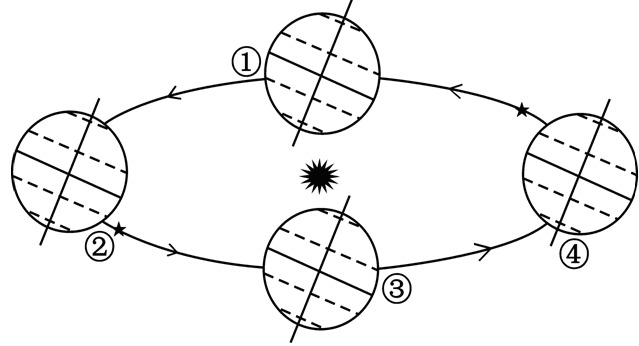 ①
②
③
④